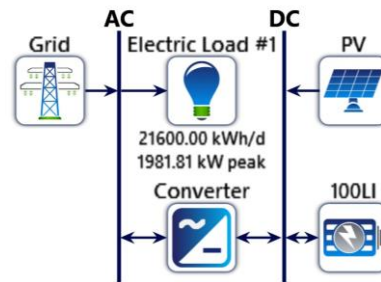 AC DC
Grid Electric Load #1 PV
21600.00 kWh/d
1981.81 kW peak
Converter 100LI